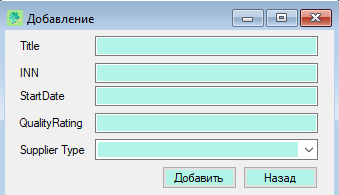 Добавление
Title
INN
StartDate
QualityRating
Supplier Type
Добавить Назад